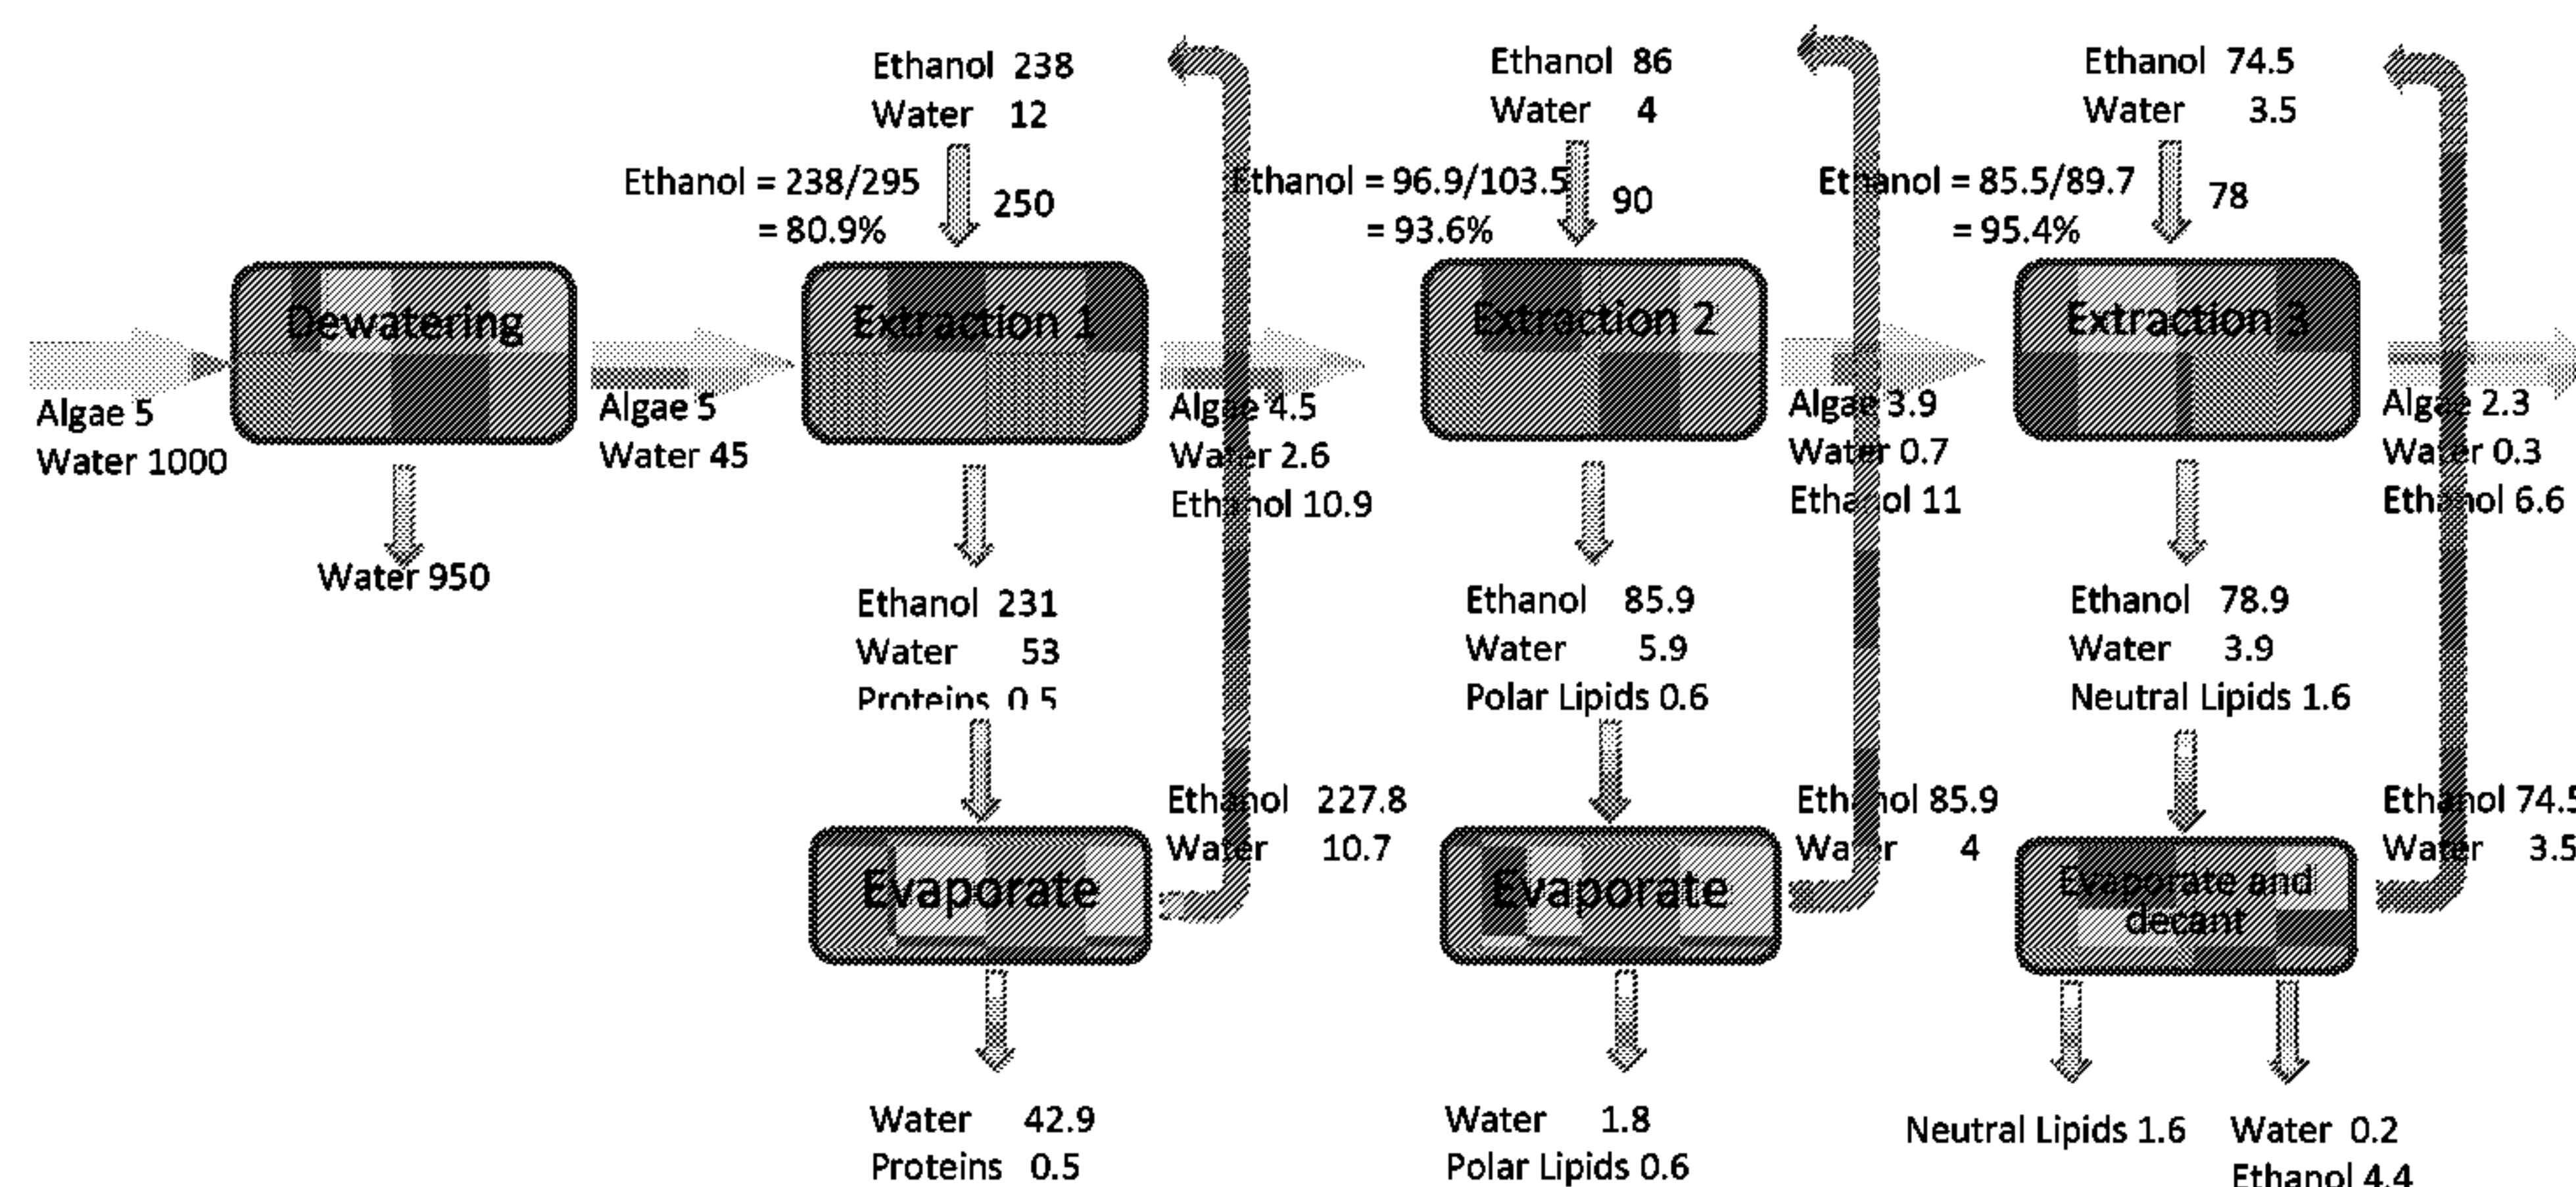 Ethanol 238
Water 12
Ethanol = 238/295
= 80.9%
250
Ethanol 86
Water 4
Ethanol = 96.9/103.5
= 93.6%
90
Ethanol 74.5
Water 3.5
Ethanol = 85.5/89.7
= 95.4%
78
Dewatering
Extraction 1
Extraction 2
Extraction 3
Algae 5
Water 1000
Algae 5
Water 45
Algae 4.5
Water 2.6
Ethanol 10.9
Algae 3.9
Water 0.7
Ethanol 11
Algae 2.3
Water 0.3
Ethanol 6.6
Water 950
Ethanol 231
Water 53
Proteins 0.5
Ethanol 85.9
Water 5.9
Polar Lipids 0.6
Ethanol 78.9
Water 3.9
Neutral Lipids 1.6
Ethanol 227.8
Water 10.7
Ethanol 85.9
Water 4
Ethanol 74.5
Water 3.5
Evaporate
Evaporate
Evaporate and
decant
Water 42.9
Proteins 0.5
Water 1.8
Polar Lipids 0.6
Neutral Lipids 1.6
Water 0.2
Ethanol 4.4